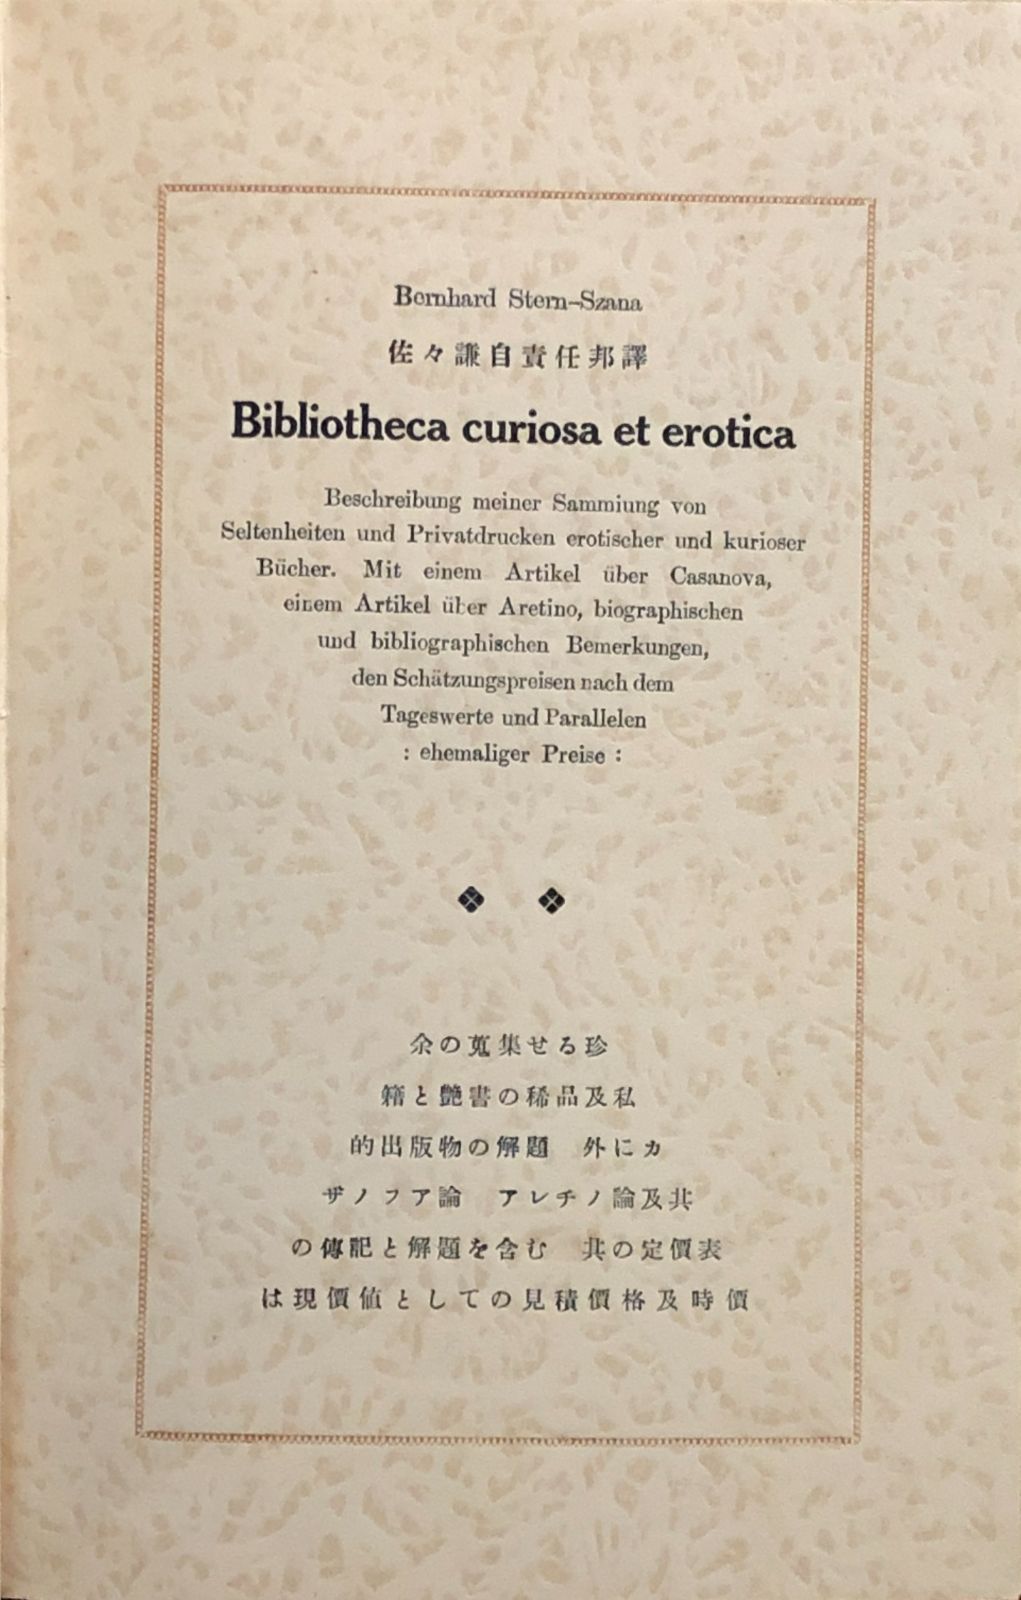 Bernhard Stern-Szana
佐々謙自責任邦譯
Bibliotheca curiosa et erotica
Beschreibung meiner Sammiung von
Seltenheiten und Privatdrucken erotischer und kurioser
Bücher. Mit einem Artikel über Casanova,
einem Artikel über Aretino, biographischen
und bibliographischen Bemerkungen,
den Schätzungspreisen nach dem
Tageswerte und Parallelen
: ehemaliger Preise :
余の蒐集せる珍
籍と艶書の稀品及私
的出版物の解題　外にカ
ザノフア論　アレチノ論及其
の傳記と解題を含む　其の定價表
は現價値としての見積價格及時價